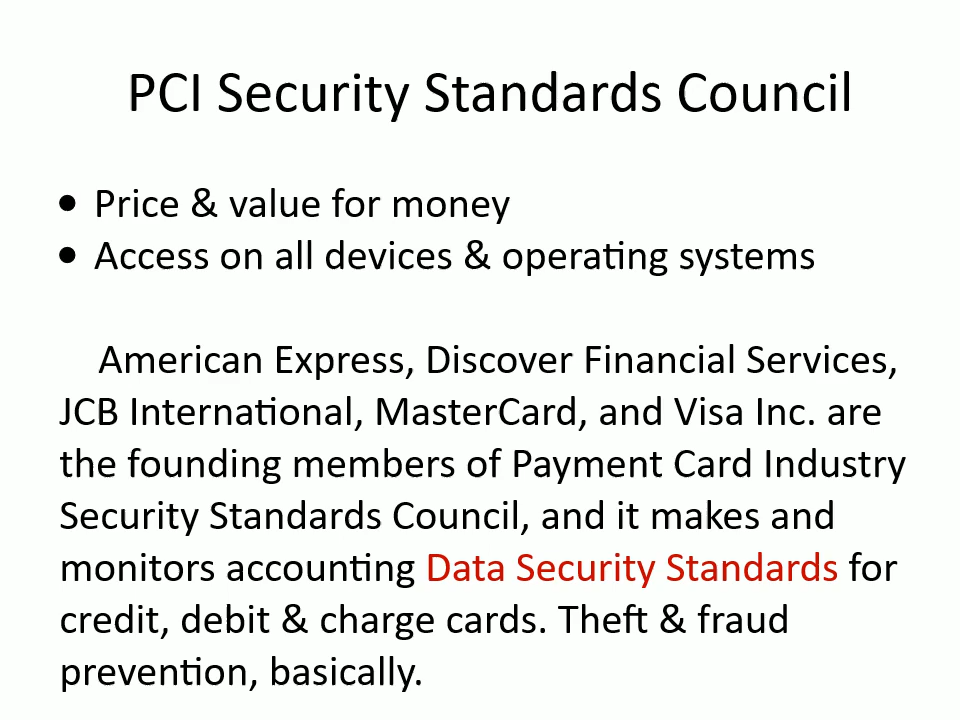 PCI Security Standards Council
• Price & value for money
• Access on all devices & operating systems
American Express, Discover Financial Services,
JCB International, MasterCard, and Visa Inc. are
the founding members of Payment Card Industry
Security Standards Council, and it makes and
monitors accounting Data Security Standards for
credit, debit & charge cards. Theft & fraud
prevention, basically.